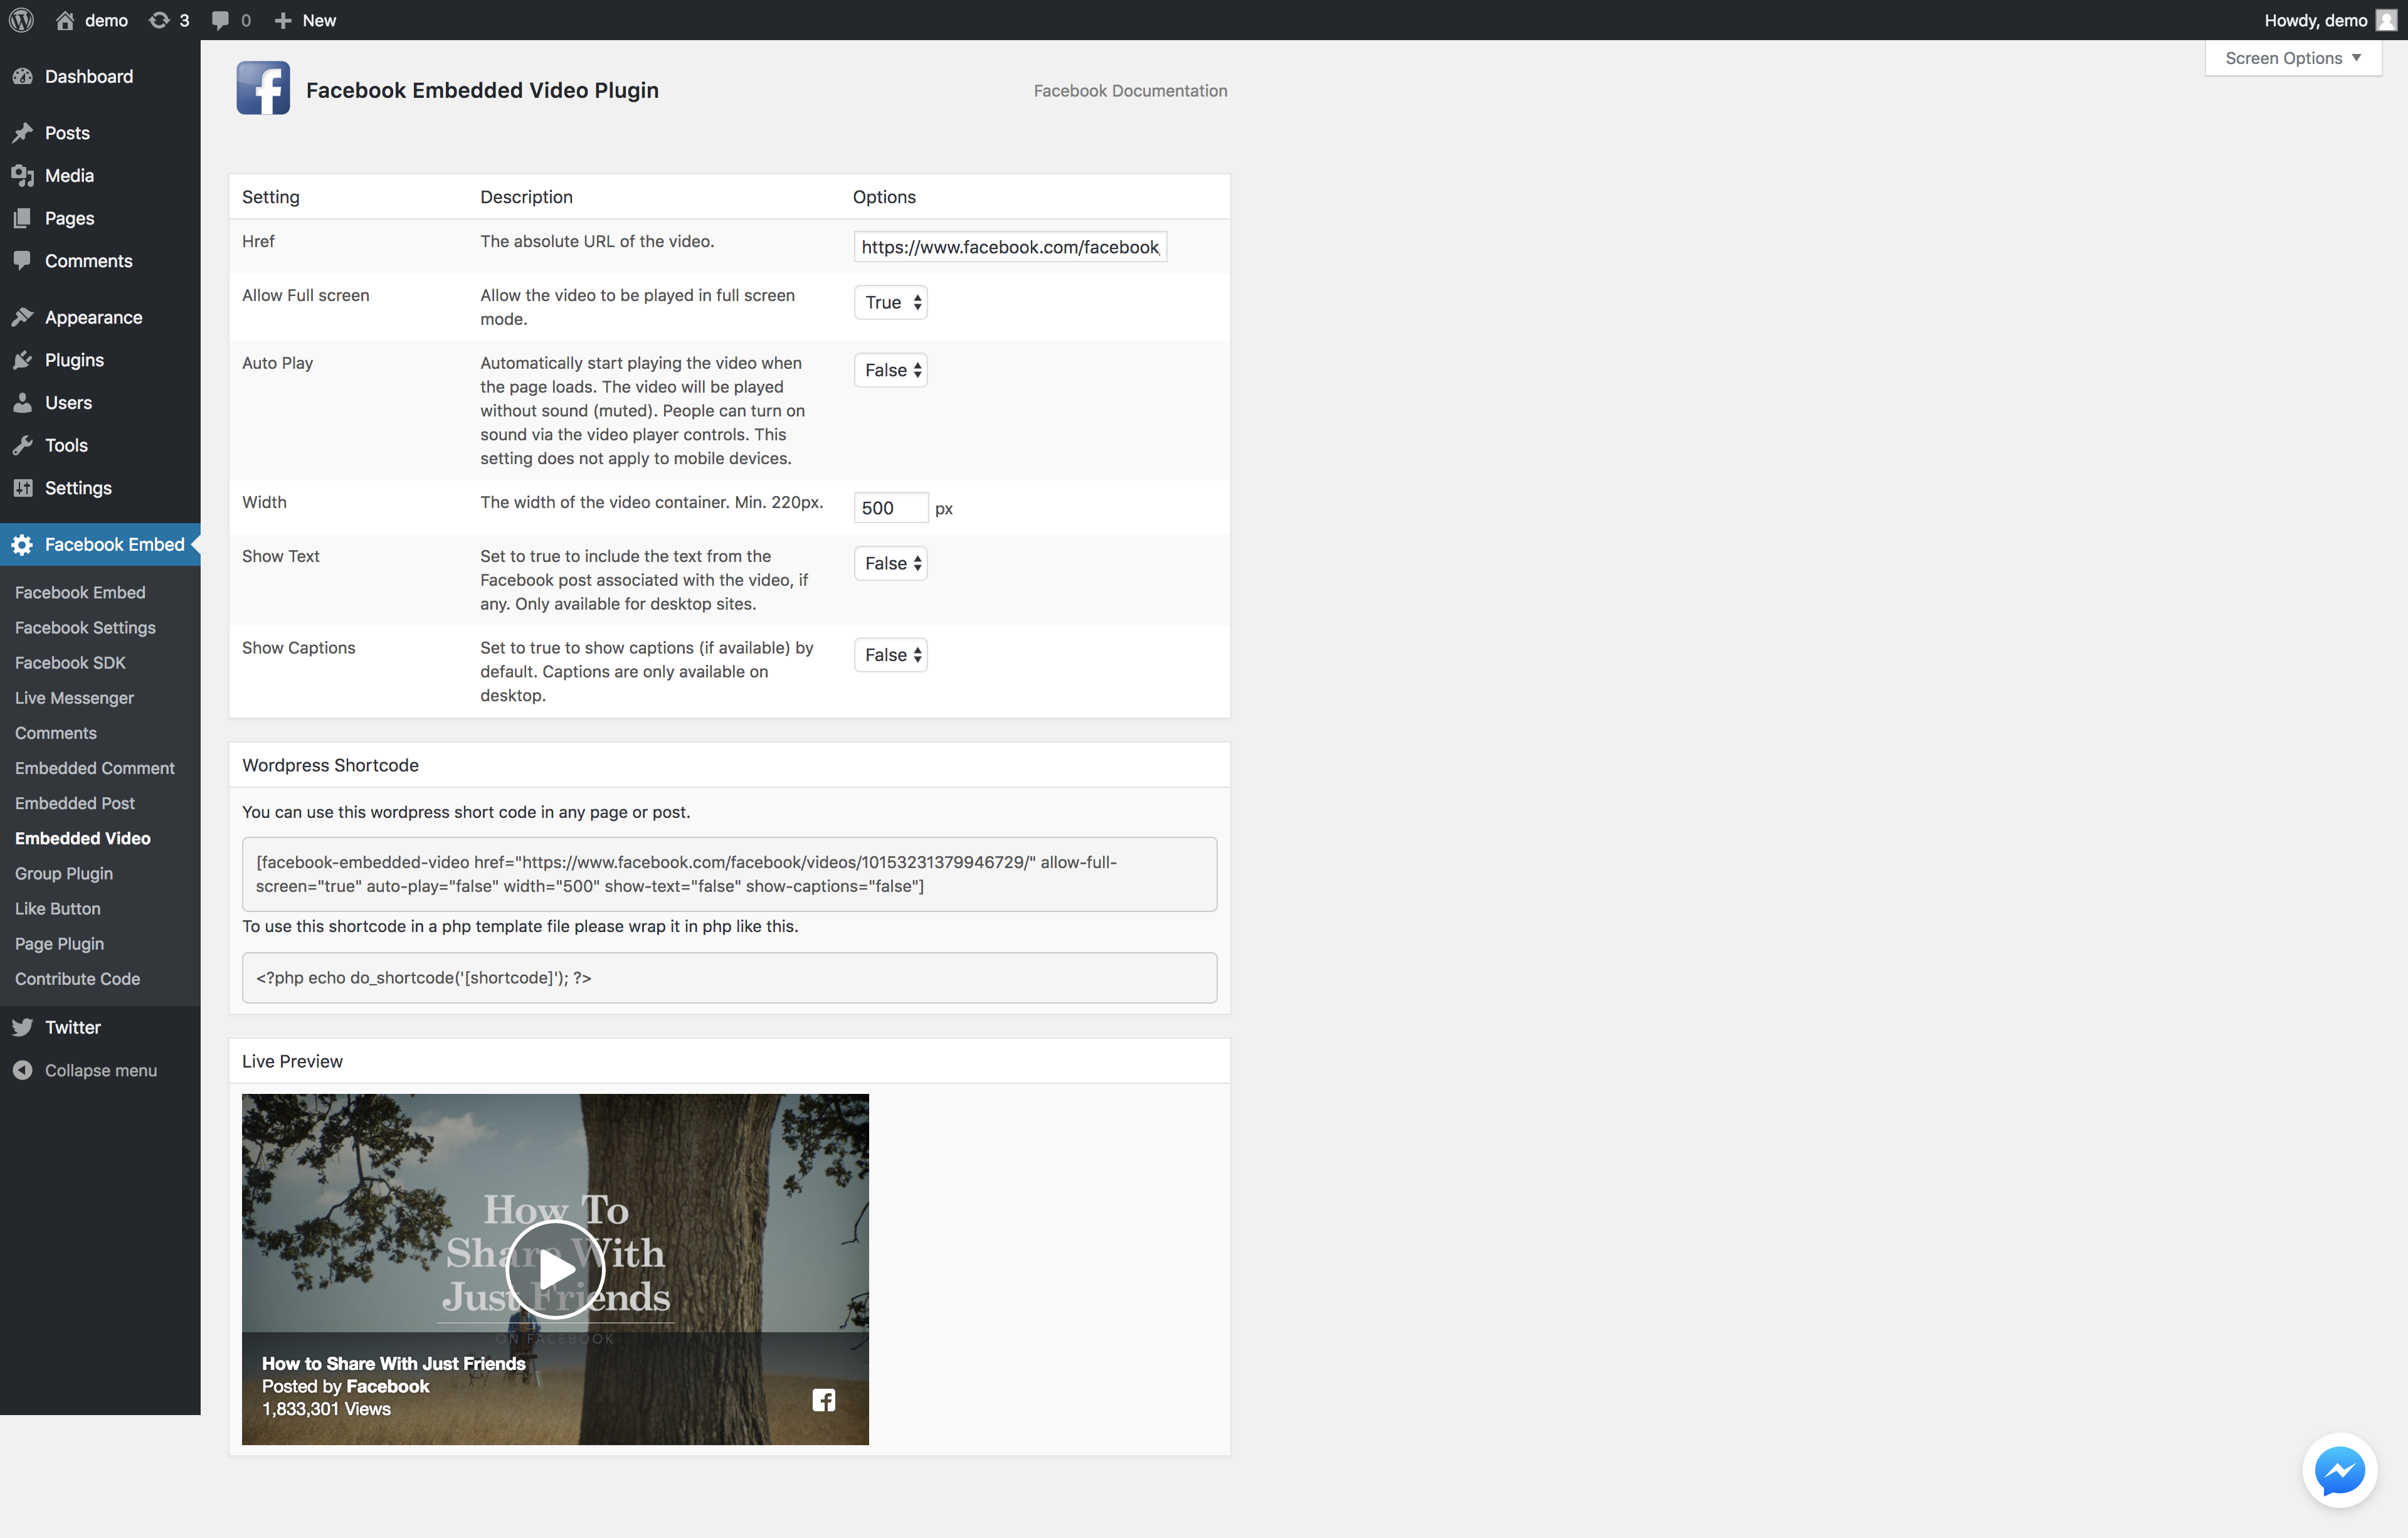 demo
3
0
New
Howdy, demo
Screen Options
Dashboard
Posts
Media
Pages
Comments
Appearance
Plugins
Users
Tools
Settings
Facebook Embed
Facebook Embed
Facebook Settings
Facebook SDK
Live Messenger
Comments
Embedded Comment
Embedded Post
Embedded Video
Group Plugin
Like Button
Page Plugin
Contribute Code
Twitter
Collapse menu
Facebook Embedded Video Plugin
Facebook Documentation
Setting Description Options
Href The absolute URL of the video. https://www.facebook.com/facebook
Allow Full screen Allow the video to be played in full screen True
mode.
Auto Play Automatically start playing the video when False
the page loads. The video will be played
without sound (muted). People can turn on
sound via the video player controls. This
setting does not apply to mobile devices.
Width The width of the video container. Min. 220px. 500 px
Show Text Set to true to include the text from the False
Facebook post associated with the video, if
any. Only available for desktop sites.
Show Captions Set to true to show captions (if available) by False
default. Captions are only available on
desktop.
Wordpress Shortcode
You can use this wordpress short code in any page or post.
[facebook-embedded-video href="https://www.facebook.com/facebook/videos/10153231379946729/" allow-full-
screen="true" auto-play="false" width="500" show-text="false" show-captions="false"]
To use this shortcode in a php template file please wrap it in php like this.
<?php echo do_shortcode('[shortcode]'); ?>
Live Preview
How To
Share With
Just Friends
ON FACEBOOK
How to Share With Just Friends
Posted by Facebook
1,833,301 Views